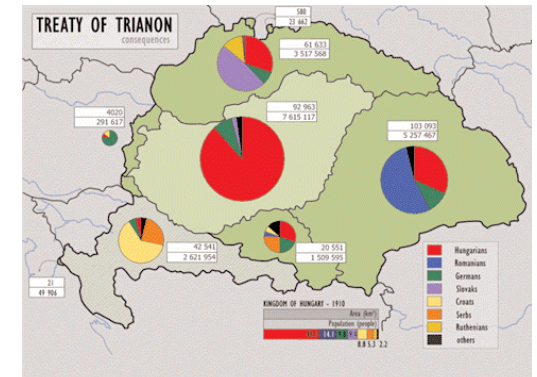 TREATY OF TRIANON
consequences
588
23 662
61 633
3 517 568
4020
291 617
92 963
7 615 117
103 093
5 257 467
42 541
2 621 954
20 551
1 509 595
21
49 906
KINGDOM OF HUNGARY - 1910
Area (km²)
Population (people)
14.1
8.8 5.3 2.2
Hungarians
Romanians
Germans
Slovaks
Croats
Serbs
Ruthenians
others